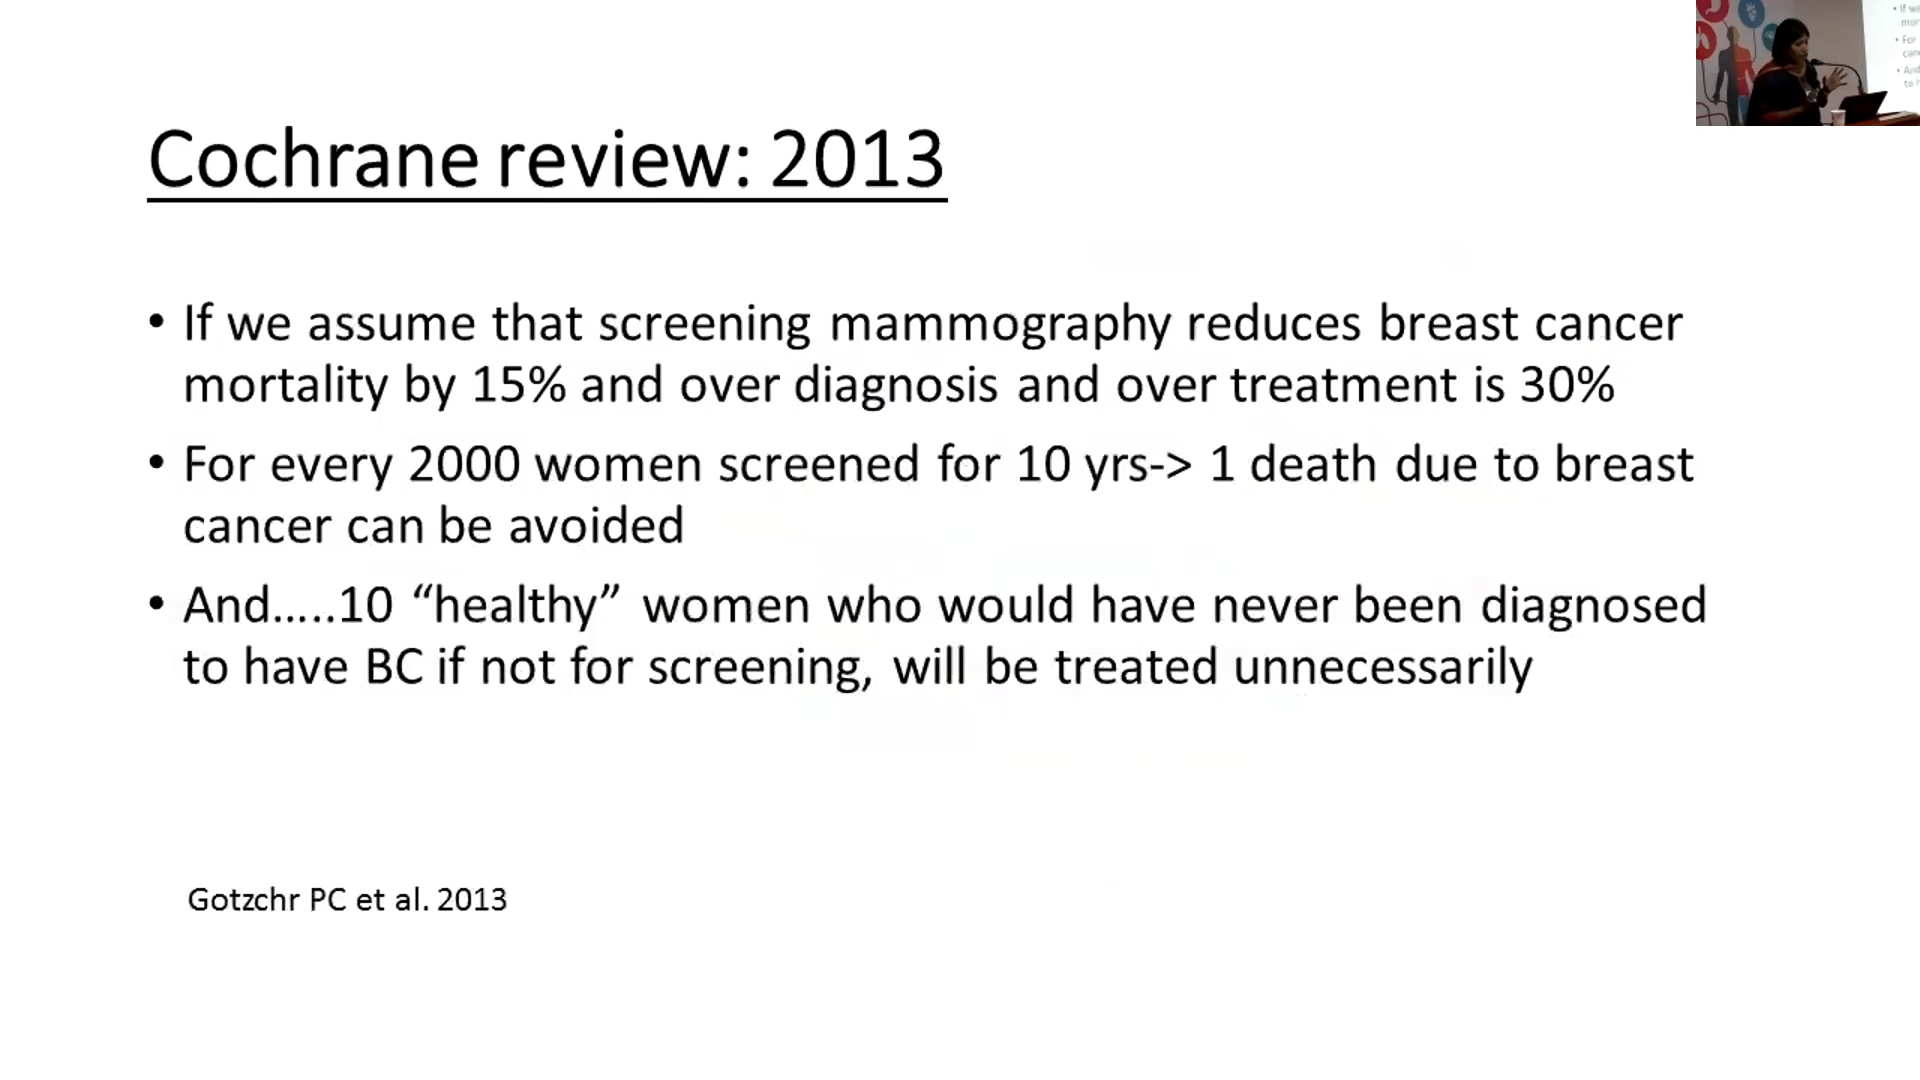 Cochrane review: 2013
• If we assume that screening mammography reduces breast cancer
mortality by 15% and over diagnosis and over treatment is 30%
• For every 2000 women screened for 10 yrs-> 1 death due to breast
cancer can be avoided
• And.....10 “healthy” women who would have never been diagnosed
to have BC if not for screening, will be treated unnecessarily
Gotzchr PC et al. 2013
• If we
• For